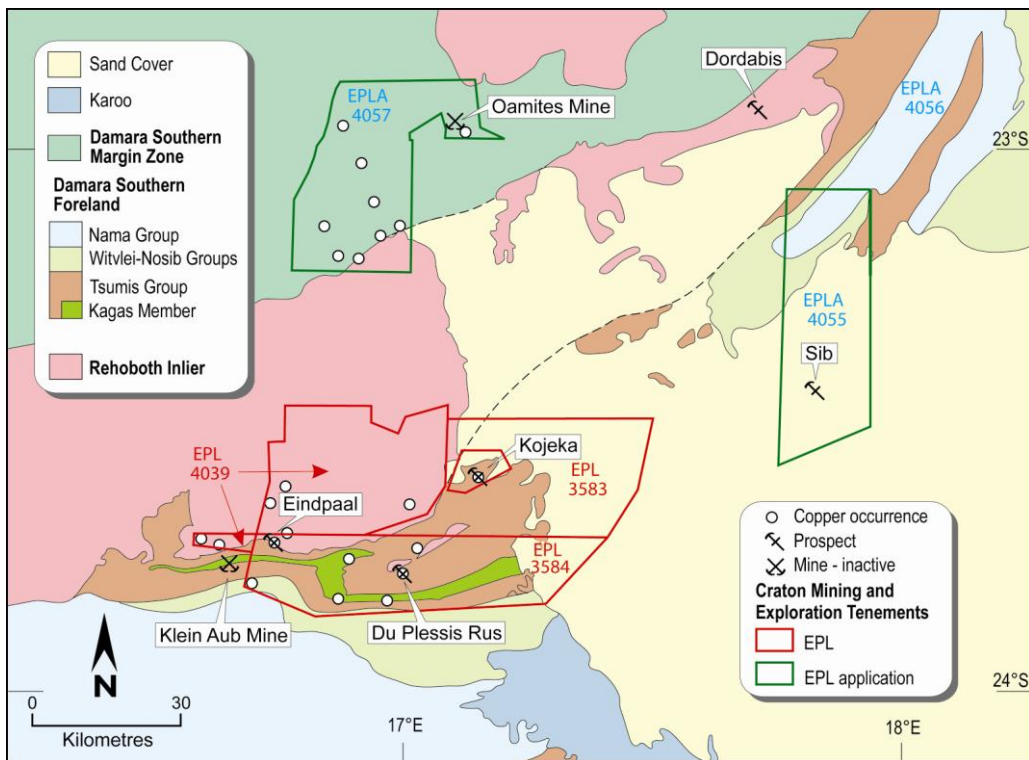 Sand Cover
Karoo
Damara Southern
Margin Zone
Damara Southern
Foreland
Nama Group
Witvlei-Nosib Groups
Tsumis Group
Kagas Member
Rehoboth Inlier
EPLA
4057
Oamites Mine
Dordabis
EPLA
4056
23°S
EPLA
4055
Sib
EPL
4039
Eindpaal
Kojeka
EPL
3583
EPL
3584
Klein Aub Mine
Du Plessis Rus
Copper occurrence
Prospect
Mine - inactive
Craton Mining and
Exploration Tenements
EPL
EPL application
N
0 30
Kilometres
17°E
18°E
24°S